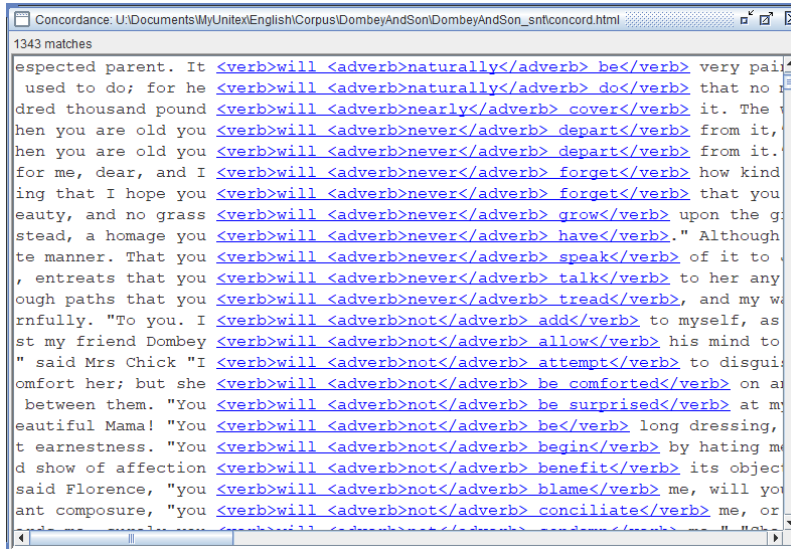 Concordance: U:\Documents\MyUnitex\English\Corpus\DombeyAndSon\DombeyAndSon_snt\concord.html
1343 matches
espected parent. It <verb>will <adverb>naturally</adverb> be</verb> very pain
used to do; for he <verb>will <adverb>naturally</adverb> do</verb> that no
dred thousand pound <verb>will <adverb>nearly</adverb> cover</verb> it. The
hen you are old you <verb>will <adverb>never</adverb> depart</verb> from it,
hen you are old you <verb>will <adverb>never</adverb> depart</verb> from it.
for me, dear, and I <verb>will <adverb>never</adverb> forget</verb> how kind
ing that I hope you <verb>will <adverb>never</adverb> forget</verb> that you
eauty, and no grass <verb>will <adverb>never</adverb> grow</verb> upon the g
stead, a homage you <verb>will <adverb>never</adverb> have</verb>." Although
te manner. That you <verb>will <adverb>never</adverb> speak</verb> of it to
, entreats that you <verb>will <adverb>never</adverb> talk</verb> to her any
ough paths that you <verb>will <adverb>never</adverb> tread</verb>, and my wa
rnfully. "To you. I <verb>will <adverb>not</adverb> add</verb> to myself, as
st my friend Dombey <verb>will <adverb>not</adverb> allow</verb> his mind to
" said Mrs Chick "I <verb>will <adverb>not</adverb> attempt</verb> to disguis
omfort her; but she <verb>will <adverb>not</adverb> be comforted</verb> on an
between them. "You <verb>will <adverb>not</adverb> be surprised</verb> at my
eautiful Mama! "You <verb>will <adverb>not</adverb> be</verb> long dressing,
t earnestness. "You <verb>will <adverb>not</adverb> begin</verb> by hating me
d show of affection <verb>will <adverb>not</adverb> benefit</verb> its objec
said Florence, "you <verb>will <adverb>not</adverb> blame</verb> me, will you
ant composure, "you <verb>will <adverb>not</adverb> conciliate</verb> me, or